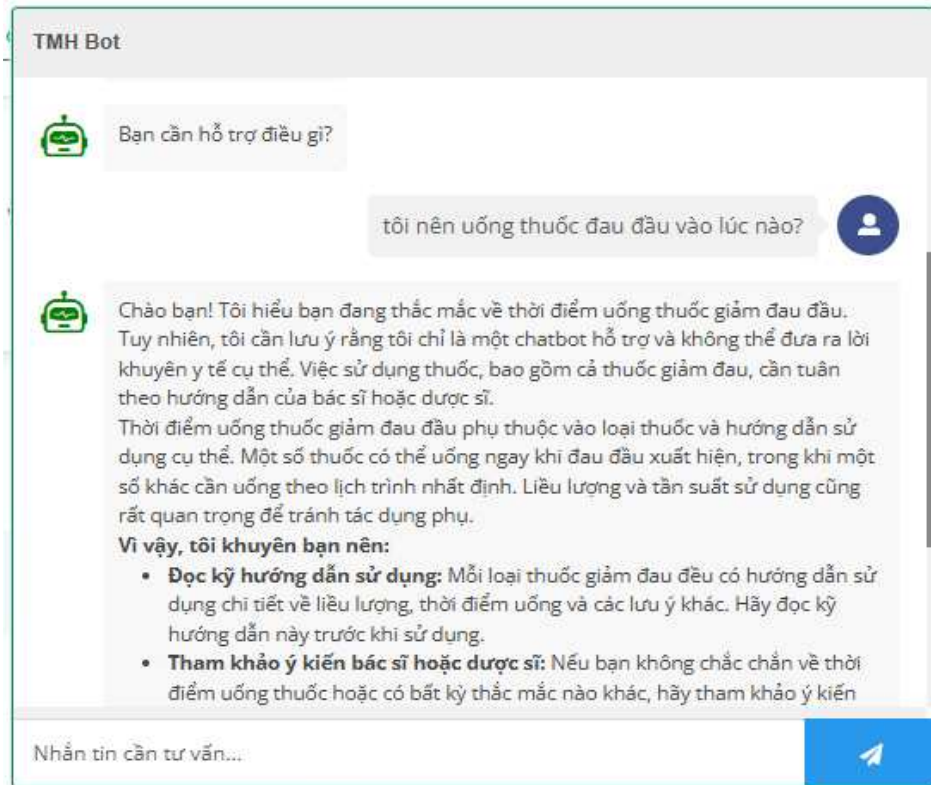 TMH Bot
Bạn cần hỗ trợ điều gì?
tôi nên uống thuốc đau đầu vào lúc nào?
Chào bạn! Tôi hiểu bạn đang thắc mắc về thời điểm uống thuốc giảm đau đầu.
Tuy nhiên, tôi cần lưu ý rằng tôi chỉ là một chatbot hỗ trợ và không thể đưa ra lời
khuyên y tế cụ thể. Việc sử dụng thuốc, bao gồm cả thuốc giảm đau, cần tuân
theo hướng dẫn của bác sĩ hoặc dược sĩ.
Thời điểm uống thuốc giảm đau đầu phụ thuộc vào loại thuốc và hướng dẫn sử
dụng cụ thể. Một số thuốc có thể uống ngay khi đau đầu xuất hiện, trong khi một
số khác cần uống theo lịch trình nhất định. Liều lượng và tần suất sử dụng cũng
rất quan trọng để tránh tác dụng phụ.
Vì vậy, tôi khuyên bạn nên:
• Đọc kỹ hướng dẫn sử dụng: Mỗi loại thuốc giảm đau đều có hướng dẫn sử
dụng chi tiết về liều lượng, thời điểm uống và các lưu ý khác. Hãy đọc kỹ
hướng dẫn này trước khi sử dụng.
• Tham khảo ý kiến bác sĩ hoặc dược sĩ: Nếu bạn không chắc chắn về thời
điểm uống thuốc hoặc có bất kỳ thắc mắc nào khác, hãy tham khảo ý kiến
Nhắn tin cần tư vấn...